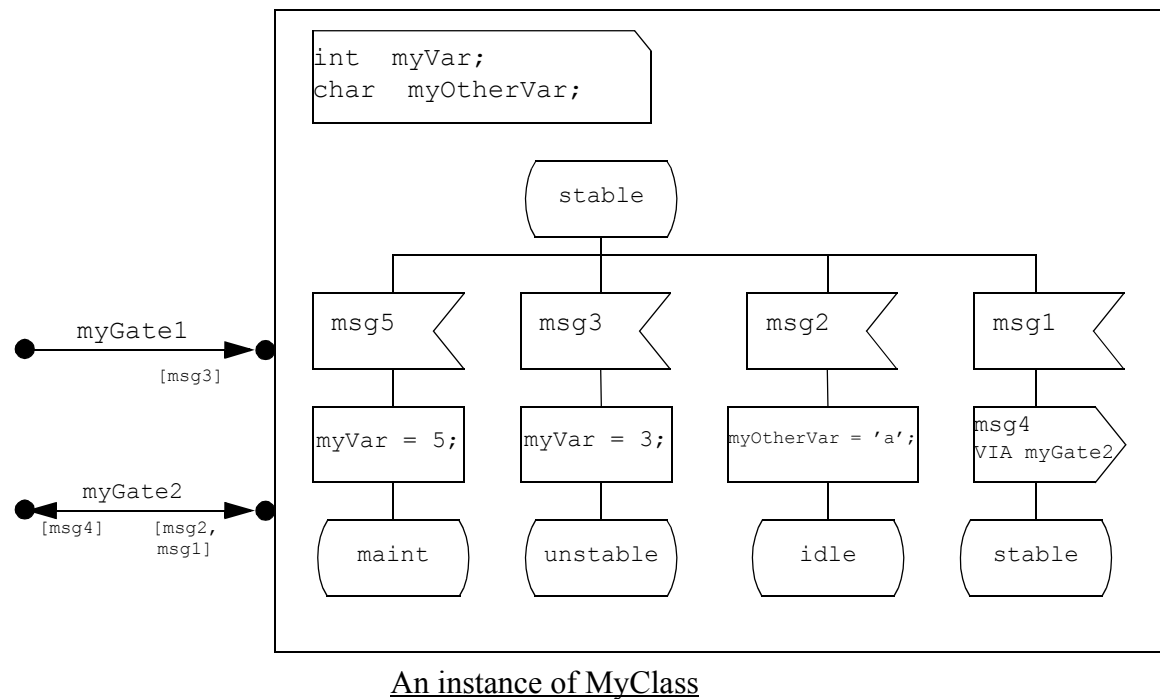 int myVar;
char myOtherVar;
stable
msg5
msg3
msg2
msg1
myGate1
[msg3]
myVar = 5;
myVar = 3;
myOtherVar = 'a';
msg4
VIA myGate2
myGate2
[msg4]
[msg2,
msg1]
maint
unstable
idle
stable
An instance of MyClass